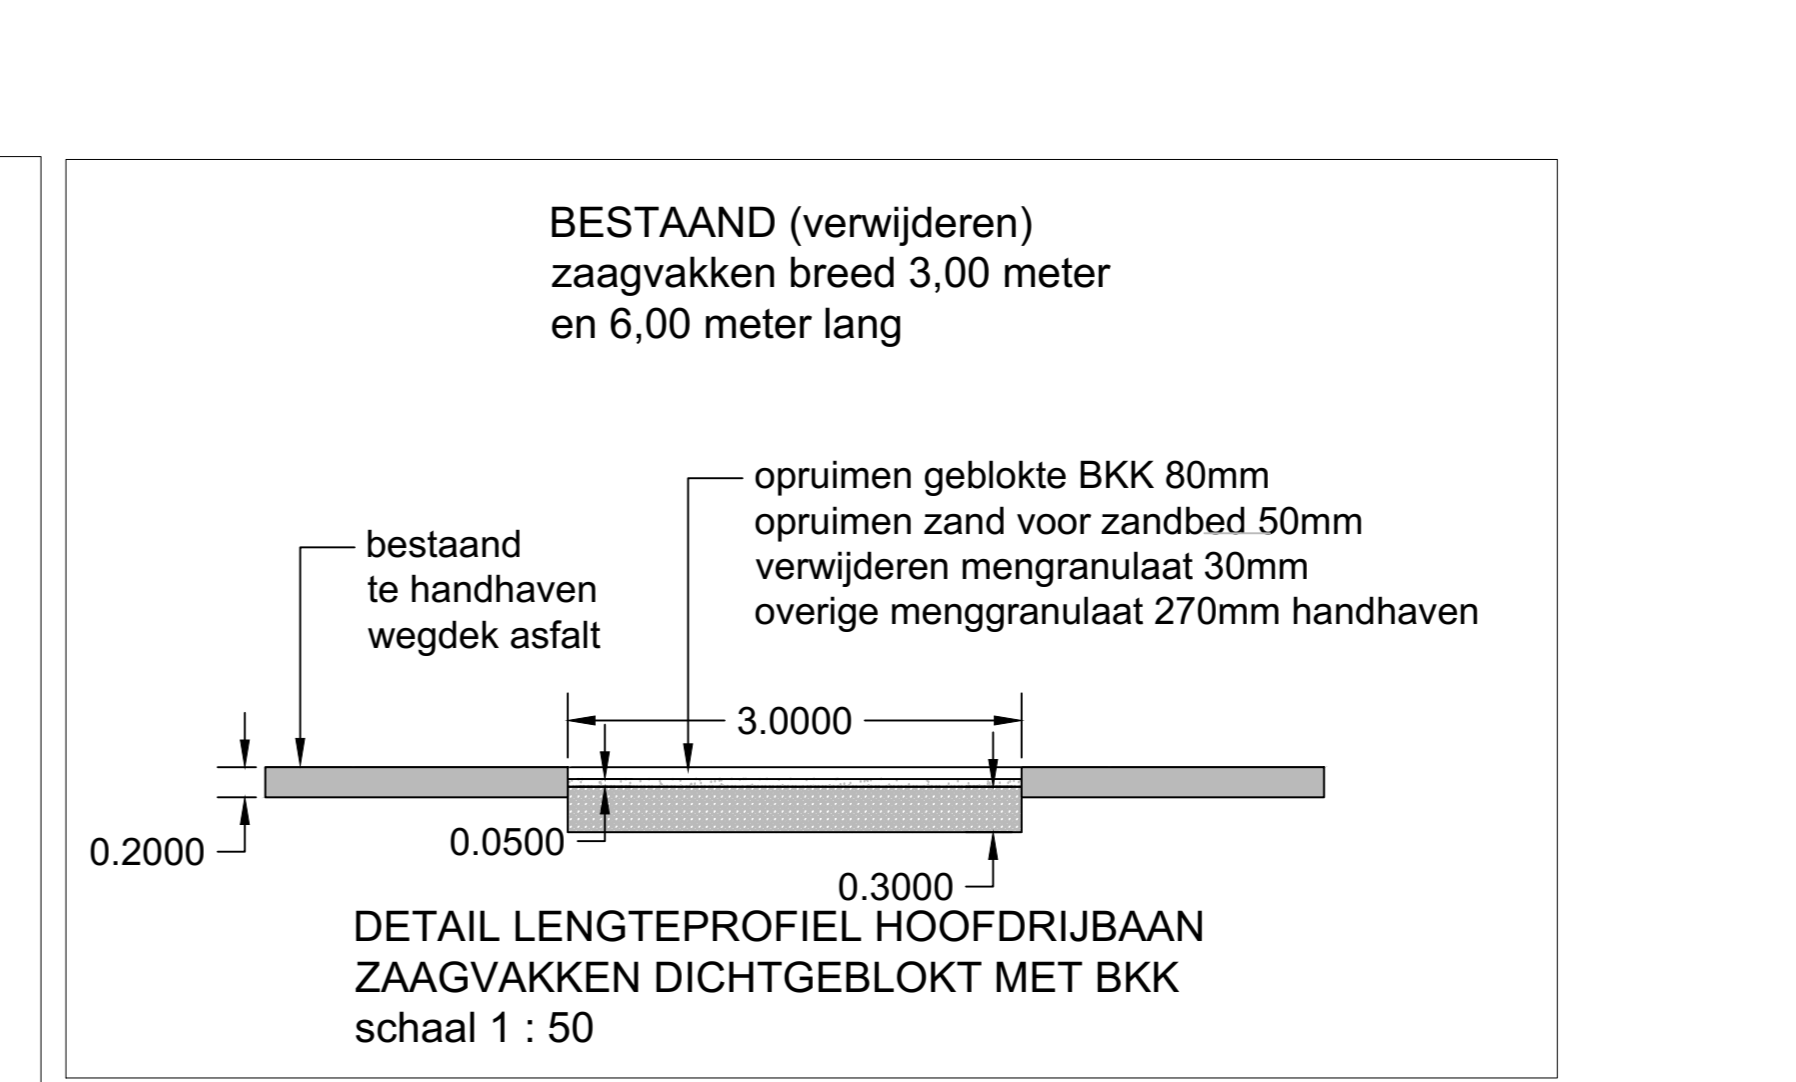 BESTAAND (verwijderen)
zaagvakken breed 3,00 meter
en 6,00 meter lang
opruimen geblokte BKK 80mm
opruimen zand voor zandbed 50mm
verwijderen mengranulaat 30mm
overige menggranulaat 270mm handhaven
bestaand
te handhaven
wegdek asfalt
3.0000
0.2000
0.0500
0.3000
DETAIL LENGTEPROFIEL HOOFDRIJBAAN
ZAAGVAKKEN DICHTGEBLOKT MET BKK
schaal 1 : 50